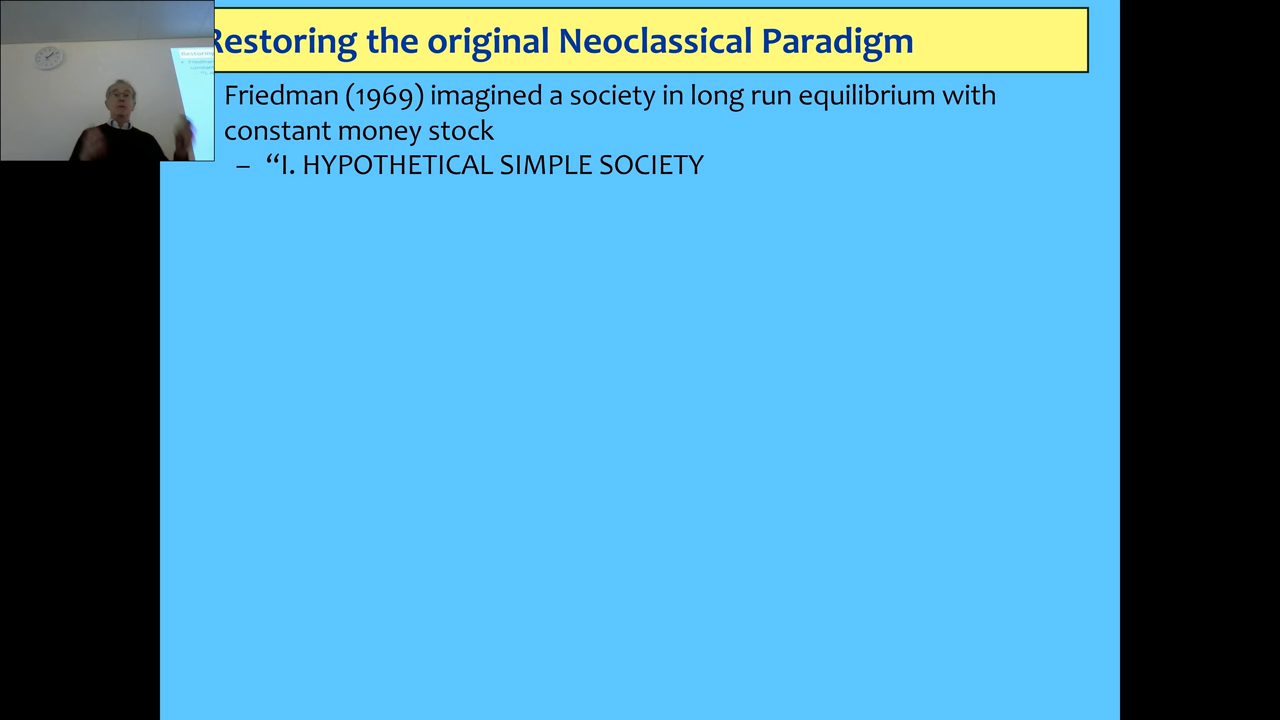 Restoring the original Neoclassical Paradigm
Friedman (1969) imagined a society in long run equilibrium with
constant money stock
– “I. HYPOTHETICAL SIMPLE SOCIETY